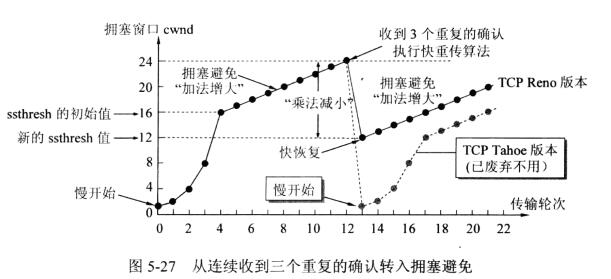 拥塞窗口 cwnd
收到 3 个重复的确认
执行快重传算法
24
20
16
12
8
4
0
拥塞避免
“加法增大”
“乘法减小”
拥塞避免
“加法增大”
TCP Reno 版本
ssthresh 的初始值
新的 ssthresh 值
快恢复
TCP Tahoe 版本
(已废弃不用)
慢开始
慢开始
0 2 4 6 8 10 12 14 16 18 20 22
传输轮次
图 5-27 从连续收到三个重复的确认转入拥塞避免